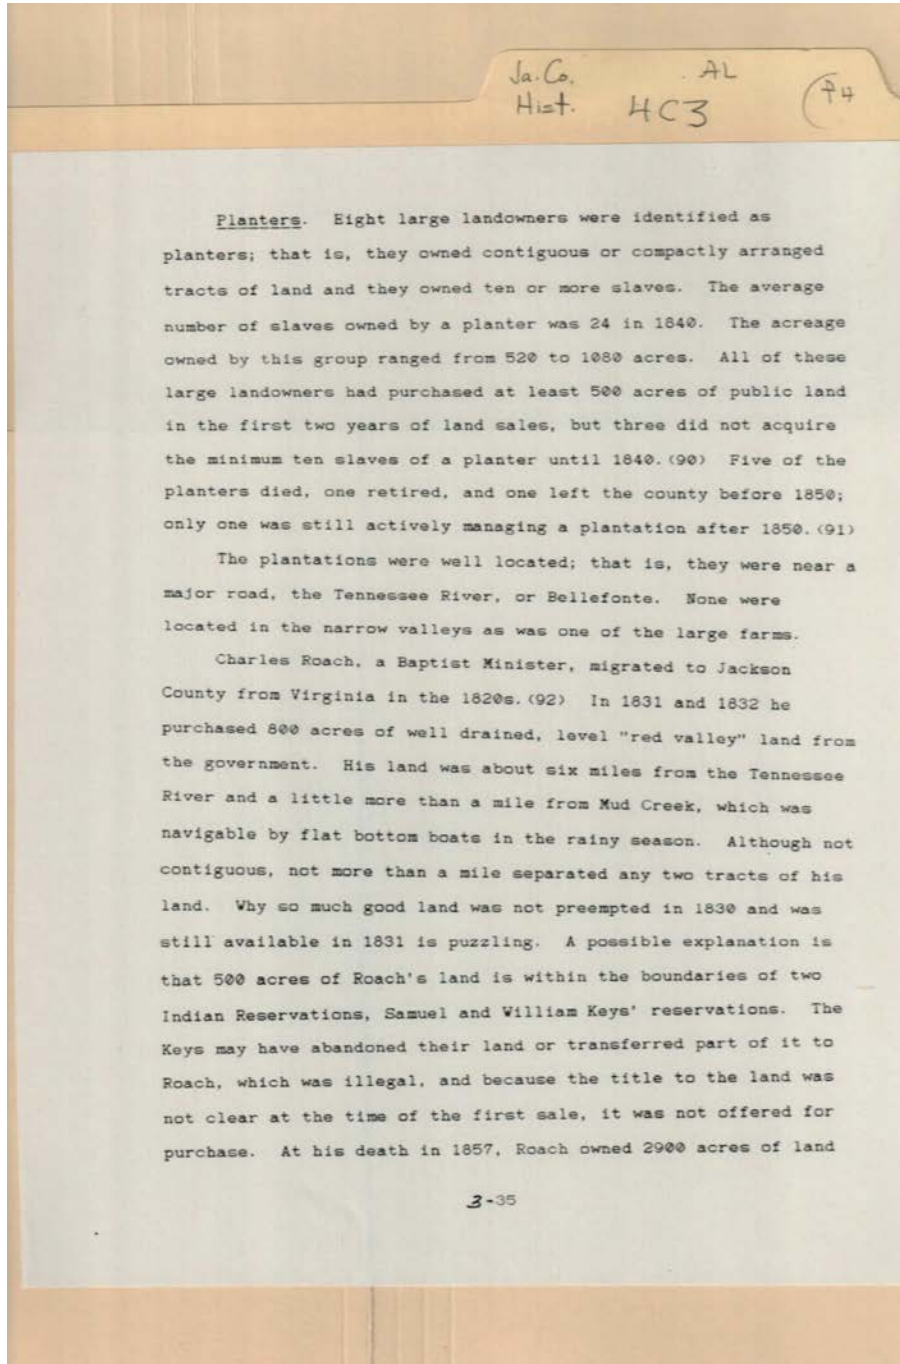 Ja. Co. AL
Hist. 4C3 P4
Planters. Eight large landowners were identified as
planters; that is, they owned contiguous or compactly arranged
tracts of land and they owned ten or more slaves. The average
number of slaves owned by a planter was 24 in 1840. The acreage
owned by this group ranged from 520 to 1080 acres. All of these
large landowners had purchased at least 500 acres of public land
in the first two years of land sales, but three did not acquire
the minimum ten slaves of a planter until 1840.(90) Five of the
planters died, one retired, and one left the county before 1850;
only one was still actively managing a plantation after 1850.(91)
The plantations were well located; that is, they were near a
major road, the Tennessee River, or Bellefonte. None were
located in the narrow valleys as was one of the large farms.
Charles Roach, a Baptist Minister, migrated to Jackson
County from Virginia in the 1820s.(92) In 1831 and 1832 he
purchased 800 acres of well drained, level "red valley" land from
the government. His land was about six miles from the Tennessee
River and a little more than a mile from Mud Creek, which was
navigable by flat bottom boats in the rainy season. Although not
contiguous, not more than a mile separated any two tracts of his
land. Why so much good land was not preempted in 1830 and was
still available in 1831 is puzzling. A possible explanation is
that 500 acres of Roach's land is within the boundaries of two
Indian Reservations, Samuel and William Keys' reservations. The
Keys may have abandoned their land or transferred part of it to
Roach, which was illegal, and because the title to the land was
not clear at the time of the first sale, it was not offered for
purchase. At his death in 1857, Roach owned 2900 acres of land
3-35